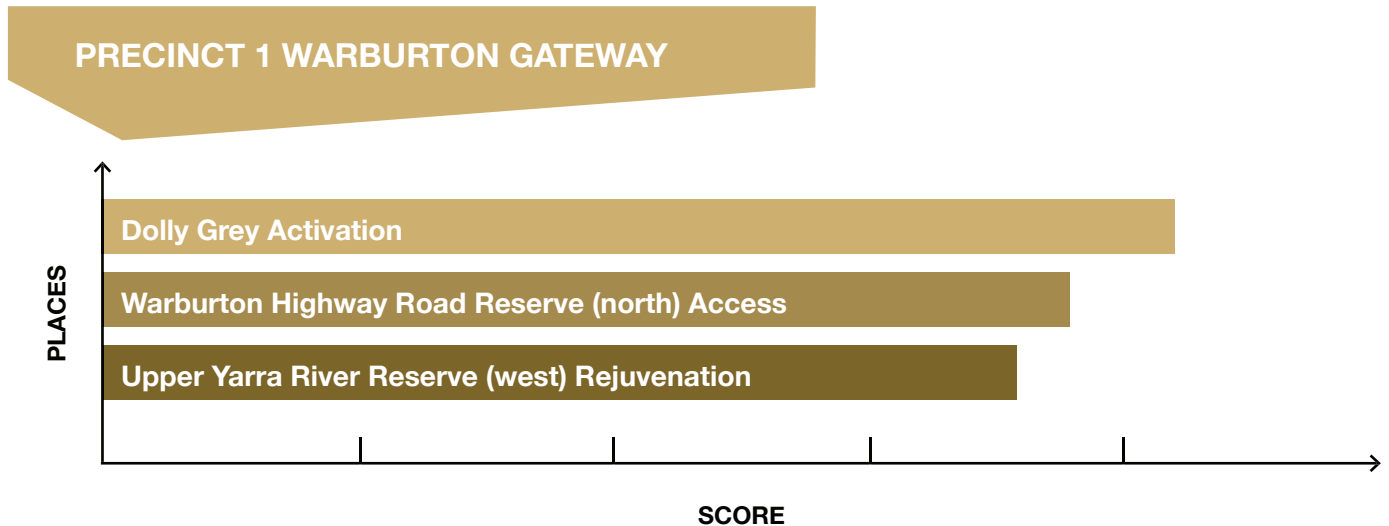 PRECINCT 1 WARBURTON GATEWAY
PLACES
Dolly Grey Activation
Warburton Highway Road Reserve (north) Access
Upper Yarra River Reserve (west) Rejuvenation
SCORE